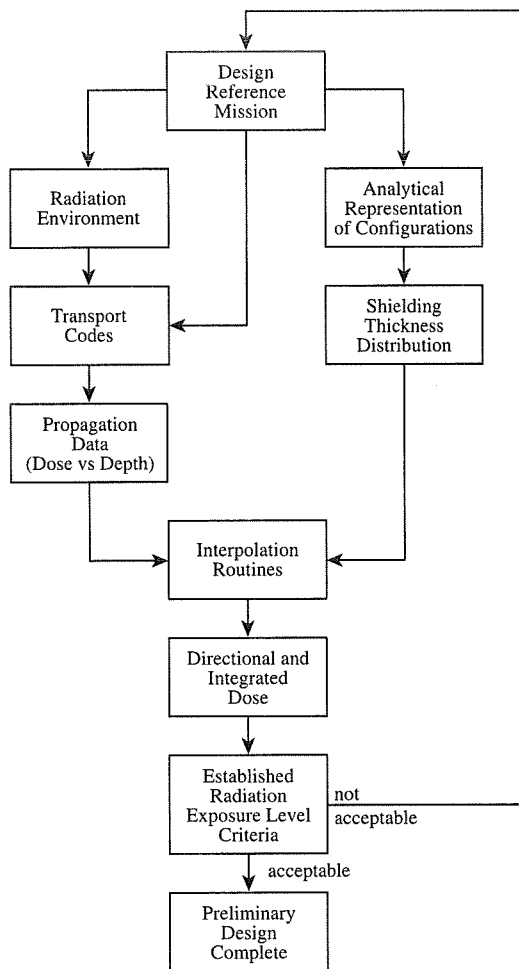 Design
Reference
Mission
Radiation
Environment
Analytical
Representation
of Configurations
Transport
Codes
Shielding
Thickness
Distribution
Propagation
Data
(Dose vs Depth)
Interpolation
Routines
Directional and
Integrated
Dose
Established
Radiation
Exposure Level
Criteria
not
acceptable
acceptable
Preliminary
Design
Complete